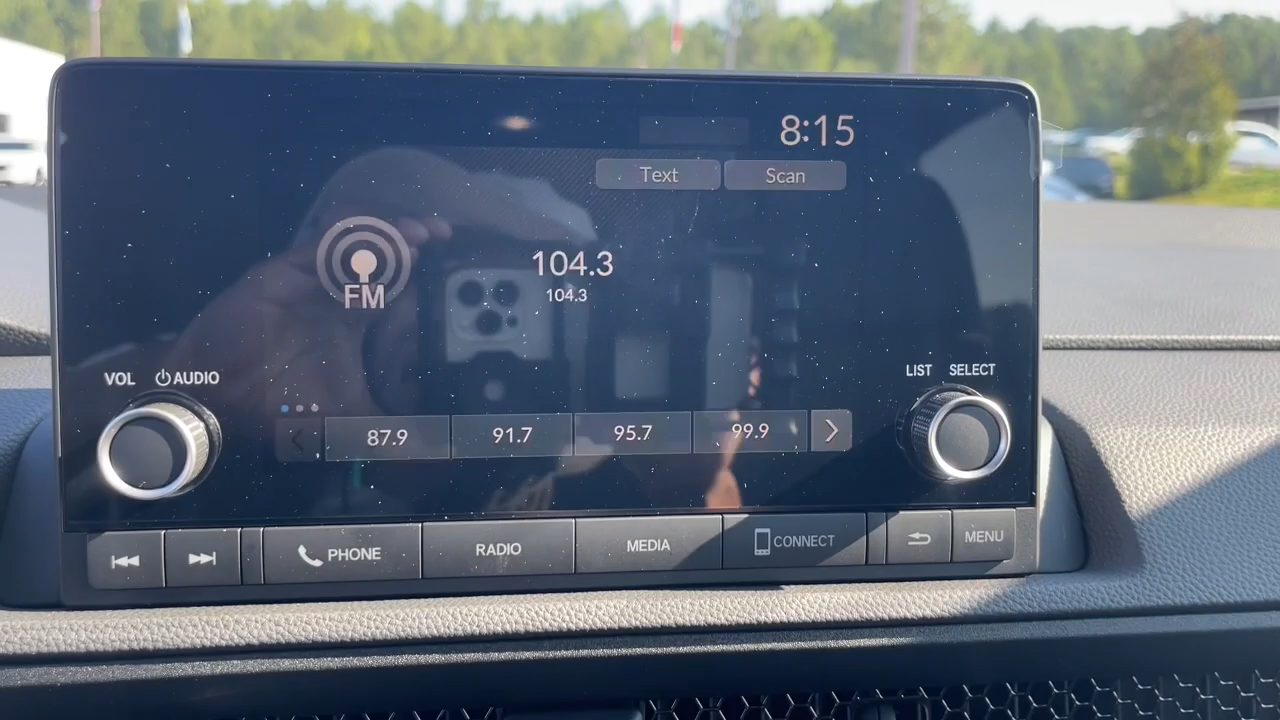 8:15
Text Scan
104.3
FM
104.3
VOL AUDIO
LIST SELECT
87.9 91.7 95.7 99.9
PHONE RADIO MEDIA CONNECT MENU